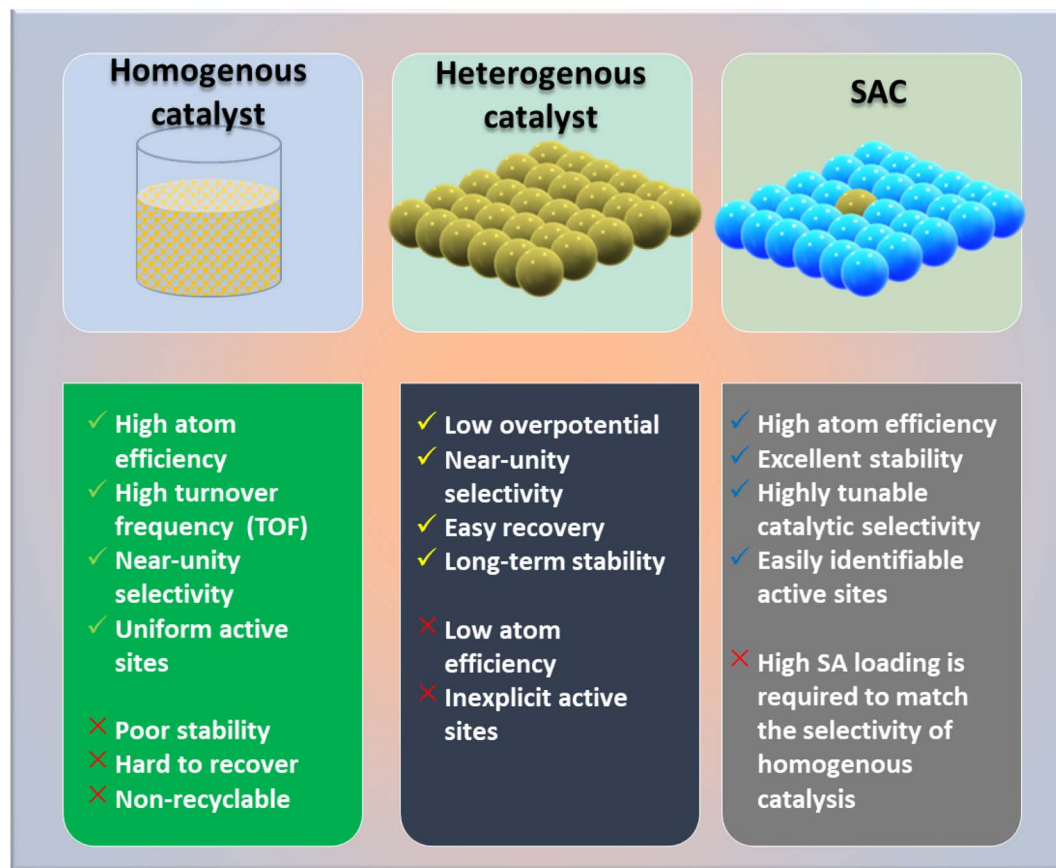 Homogenous
catalyst
Heterogenous
catalyst
SAC
✓ High atom
efficiency
✓ High turnover
frequency (TOF)
✓ Near-unity
selectivity
✓ Uniform active
sites
✕ Poor stability
✕ Hard to recover
✕ Non-recyclable
✓ Low overpotential
✓ Near-unity
selectivity
✓ Easy recovery
✓ Long-term stability
✕ Low atom
efficiency
✕ Inexplicit active
sites
✓ High atom efficiency
✓ Excellent stability
✓ Highly tunable
catalytic selectivity
✓ Easily identifiable
active sites
✕ High SA loading is
required to match
the selectivity of
homogenous
catalysis